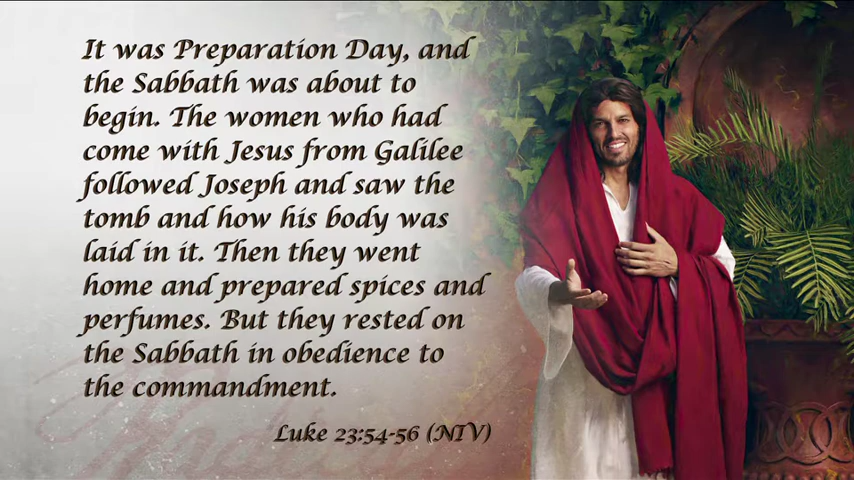 It was Preparation Day, and
the Sabbath was about to
begin. The women who had
come with Jesus from Galilee
followed Joseph and saw the
tomb and how his body was
laid in it. Then they went
home and prepared spices and
perfumes. But they rested on
the Sabbath in obedience to
the commandment.
Luke 23:54-56 (NIV)